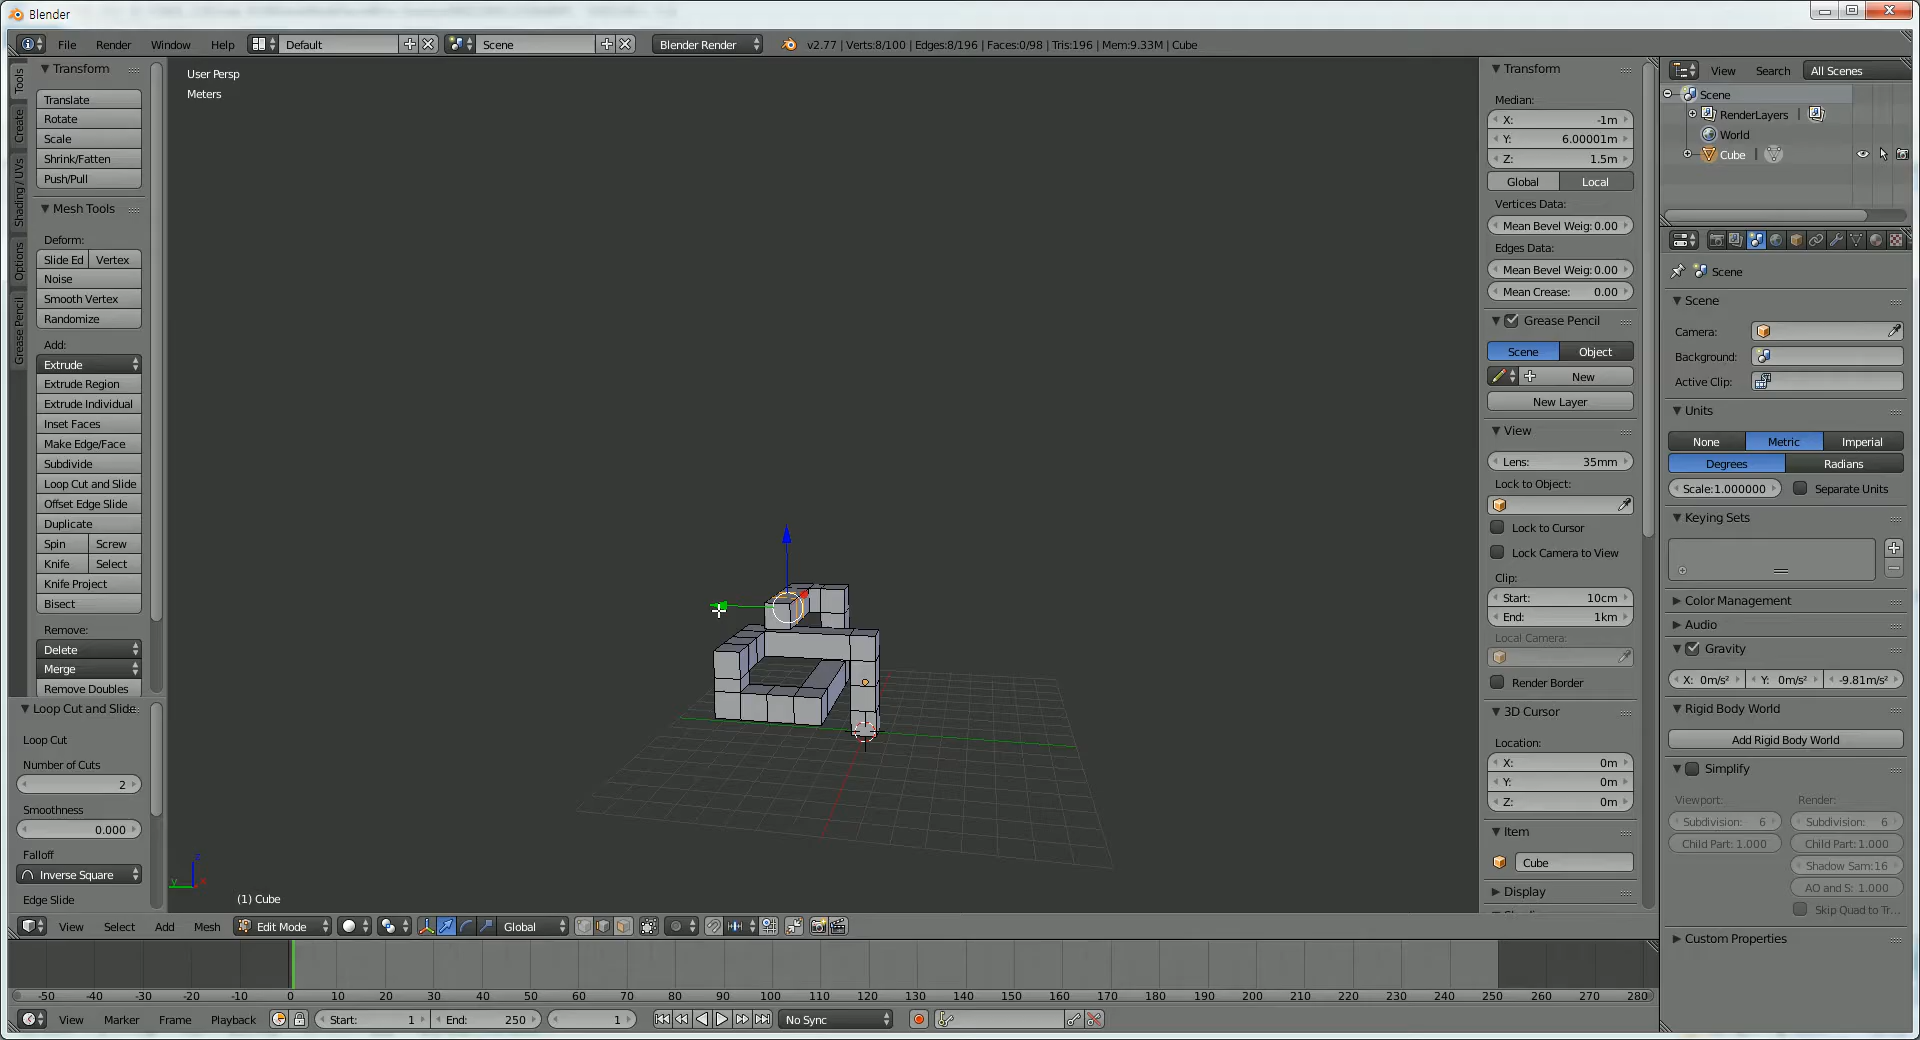 Blender
File Render Window Help Default Scene Blender Render v2.77 | Verts:8/100 | Edges:8/196 | Faces:0/98 | Tris:196 | Mem:9.33M | Cube
Tools
Create
Shading / UVs
Options
Grease Pencil
Transform
Translate
Rotate
Scale
Shrink/Fatten
Push/Pull
Mesh Tools
Deform:
Slide Ed Vertex
Noise
Smooth Vertex
Randomize
Add:
Extrude
Extrude Region
Extrude Individual
Inset Faces
Make Edge/Face
Subdivide
Loop Cut and Slide
Offset Edge Slide
Duplicate
Spin Screw
Knife Select
Knife Project
Bisect
Remove:
Delete
Merge
Remove Doubles
Loop Cut and Slide
Loop Cut
Number of Cuts
2
Smoothness
0.000
Falloff
Inverse Square
Edge Slide
User Persp
Meters
z
y x
(1) Cube
Transform
Median:
X: -1m
Y: 6.00001m
Z: 1.5m
Global Local
Vertices Data:
Mean Bevel Weig: 0.00
Edges Data:
Mean Bevel Weig: 0.00
Mean Crease: 0.00
Grease Pencil
Scene Object
New
New Layer
View
Lens: 35mm
Lock to Object:
Lock to Cursor
Lock Camera to View
Clip:
Start: 10cm
End: 1km
Local Camera:
Render Border
3D Cursor
Location:
X: 0m
Y: 0m
Z: 0m
Item
Cube
Display
View Search All Scenes
Scene
RenderLayers
World
Cube
Scene
Scene
Camera:
Background:
Active Clip:
Units
None Metric Imperial
Degrees Radians
Scale:1.000000 Separate Units
Keying Sets
Color Management
Audio
Gravity
X: 0m/s² Y: 0m/s² -9.81m/s²
Rigid Body World
Add Rigid Body World
Simplify
Viewport: Render:
Subdivision: 6 Subdivision: 6
Child Part: 1.000 Child Part: 1.000
Shadow Sam:16
AO and S: 1.000
Skip Quad to Tr...
Custom Properties
View Select Add Mesh Edit Mode Global
-50 -40 -30 -20 -10 0 10 20 30 40 50 60 70 80 90 100 110 120 130 140 150 160 170 180 190 200 210 220 230 240 250 260 270 280
View Marker Frame Playback Start: 1 End: 250 1 No Sync